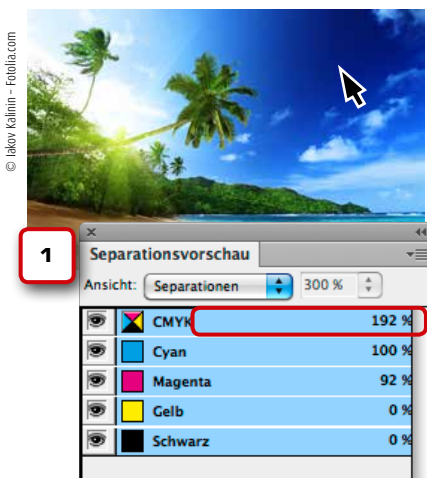 © Iakov Kalinin – Fotolia.com
1
Separationsvorschau
Ansicht: Separationen 300 %
CMYK 192 %
Cyan 100 %
Magenta 92 %
Gelb 0 %
Schwarz 0 %